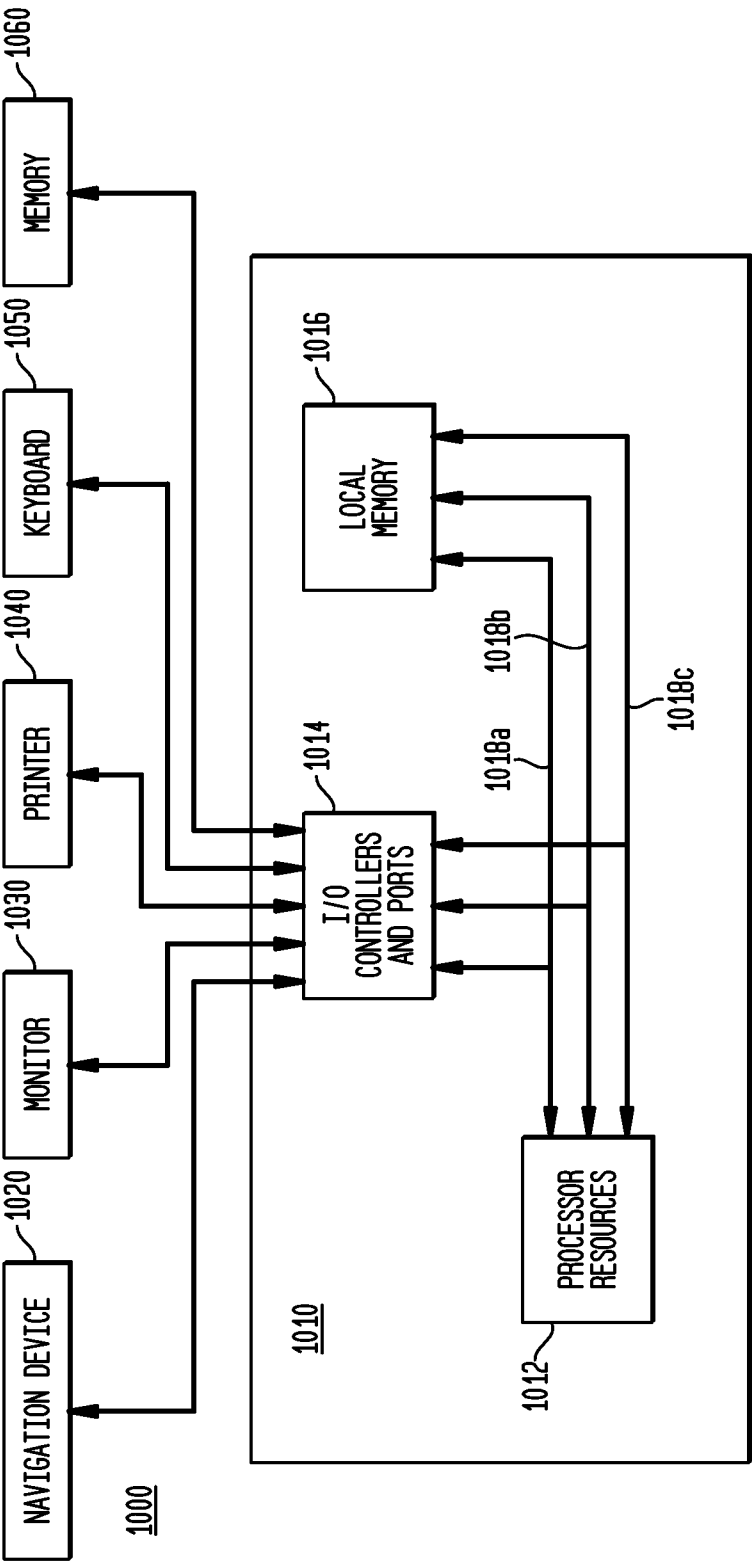 1020
1030
1040
1050
1060
NAVIGATION DEVICE
MONITOR
PRINTER
KEYBOARD
MEMORY
1000
1010
1014
1016
I/O
CONTROLLERS
AND PORTS
LOCAL
MEMORY
1018a
1018b
1018c
1012
PROCESSOR
RESOURCES